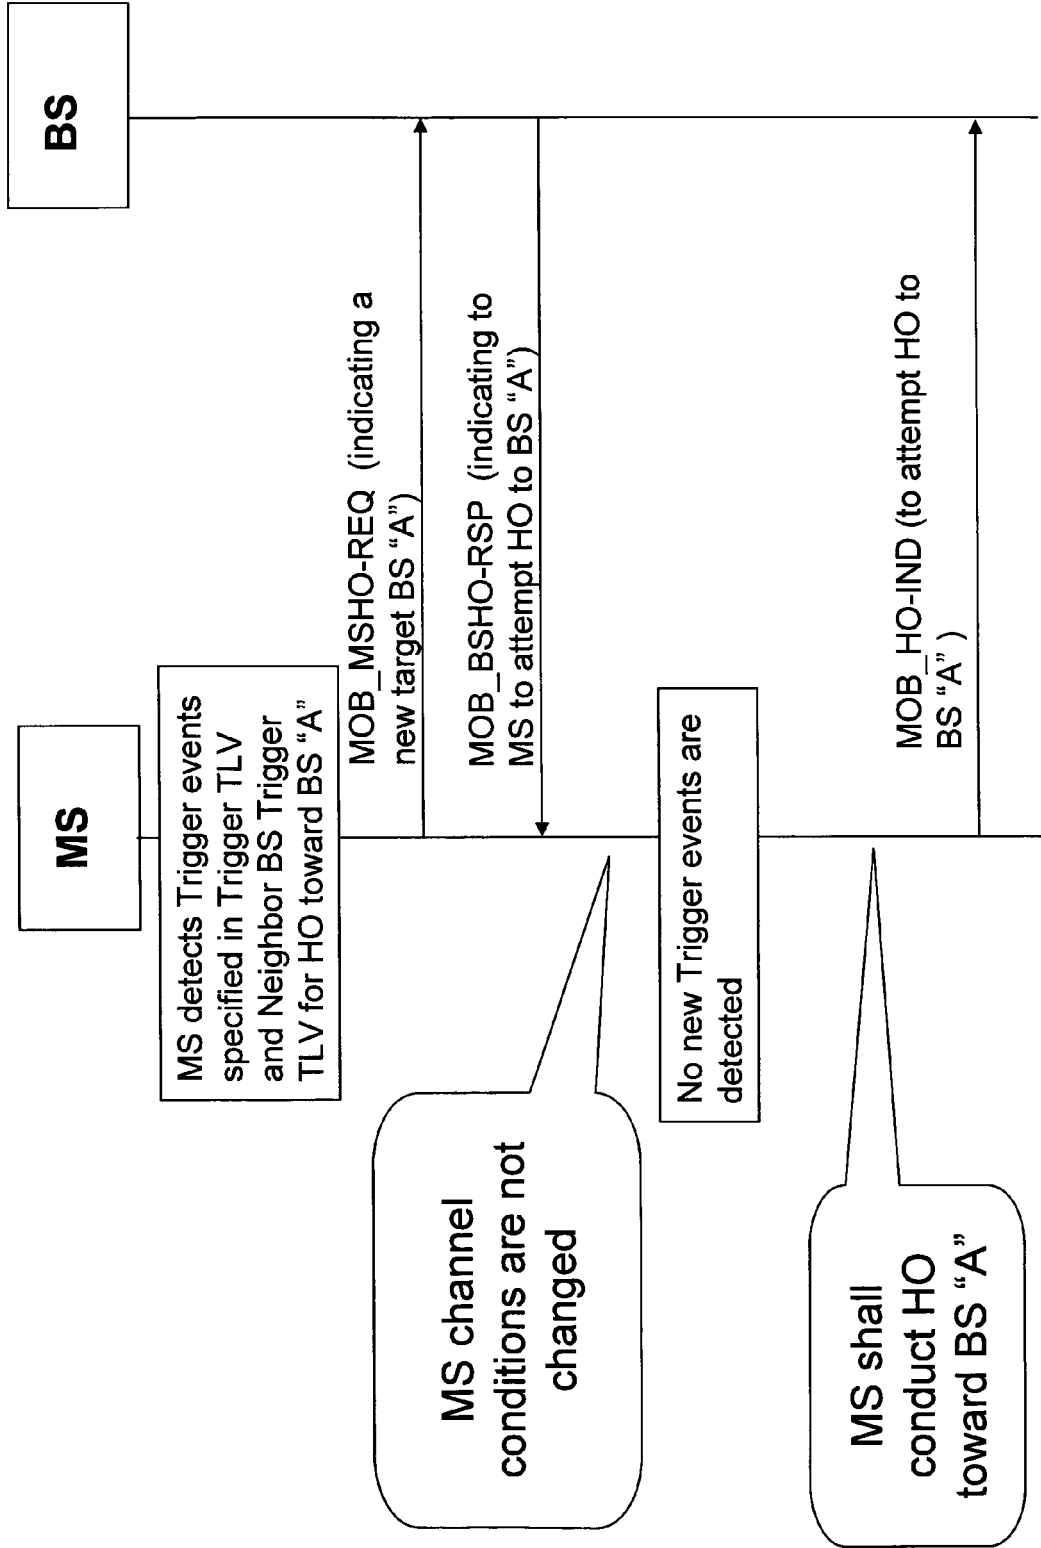 MS
BS
MS detects Trigger events
specified in Trigger TLV
and Neighbor BS Trigger
TLV for HO toward BS “A”
MOB_MSHO-REQ (indicating a
new target BS “A”)
MOB_BSHO-RSP (indicating to
MS to attempt HO to BS “A”)
MS channel
conditions are not
changed
No new Trigger events are
detected
MS shall
conduct HO
toward BS “A”
MOB_HO-IND (to attempt HO to
BS “A” )